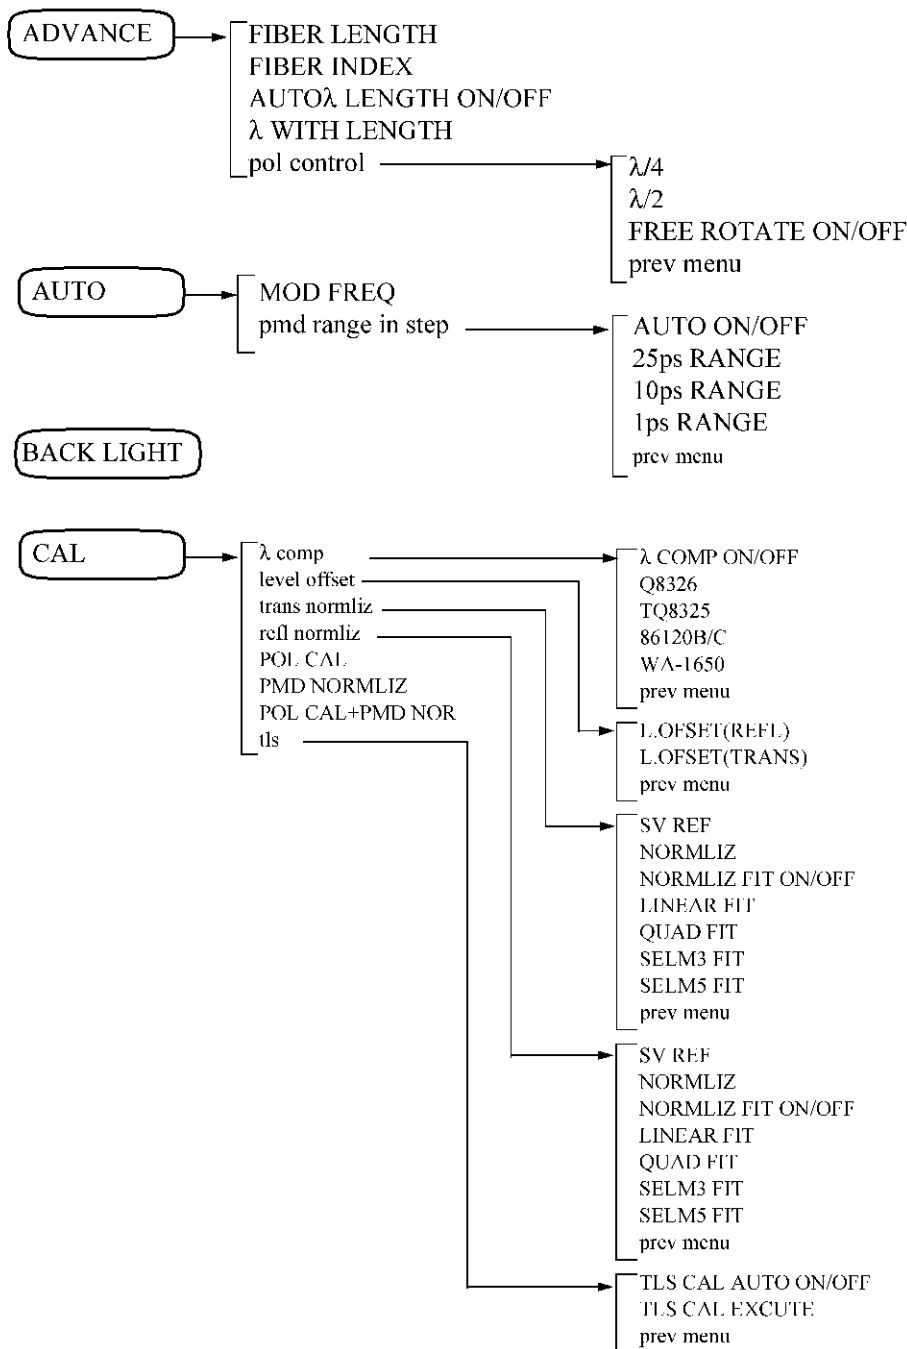 ADVANCE
FIBER LENGTH
FIBER INDEX
AUTOλ LENGTH ON/OFF
λ WITH LENGTH
pol control
λ/4
λ/2
FREE ROTATE ON/OFF
prev menu
AUTO
MOD FREQ
pmd range in step
AUTO ON/OFF
25ps RANGE
10ps RANGE
1ps RANGE
prev menu
BACK LIGHT
CAL
λ comp
level offset
trans normliz
refl normliz
POL CAL
PMD NORMLIZ
POL CAL+PMD NOR
tls
λ COMP ON/OFF
Q8326
TQ8325
86120B/C
WA-1650
prev menu
L.OFSET(REFL)
L.OFSET(TRANS)
prev menu
SV REF
NORMLIZ
NORMLIZ FIT ON/OFF
LINEAR FIT
QUAD FIT
SELM3 FIT
SELM5 FIT
prev menu
SV REF
NORMLIZ
NORMLIZ FIT ON/OFF
LINEAR FIT
QUAD FIT
SELM3 FIT
SELM5 FIT
prev menu
TLS CAL AUTO ON/OFF
TLS CAL EXCUTE
prev menu